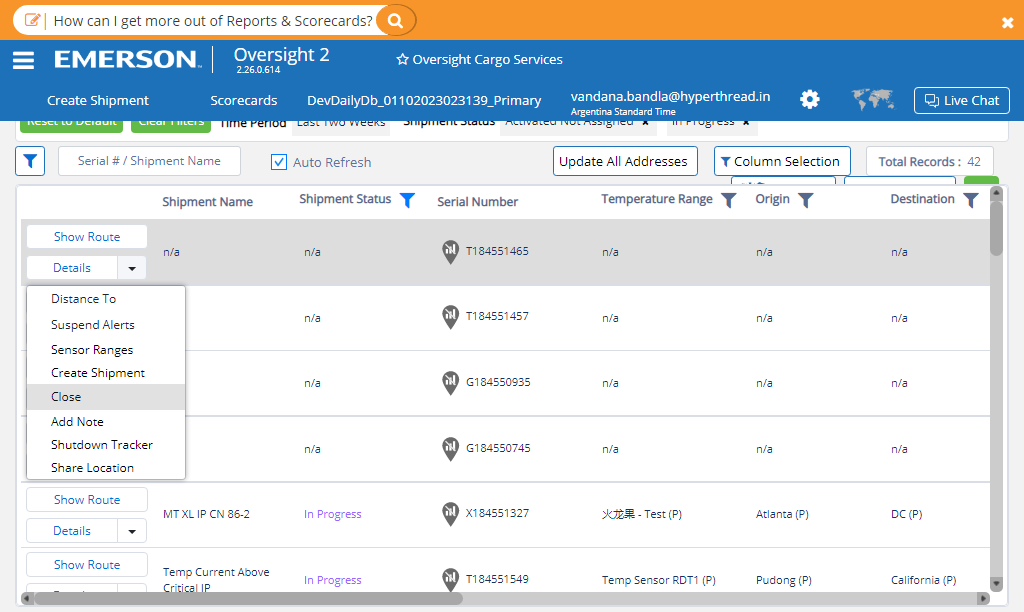 How can I get more out of Reports & Scorecards?
EMERSON
Oversight 2
2.26.0.614
Oversight Cargo Services
Create Shipment
Scorecards
DevDailyDb_01102023023139_Primary
vandana.bandla@hyperthread.in
Argentina Standard Time
Live Chat
Reset to Default
Clear Filters
Time Period
Last Two Weeks
Shipment Status
Activated Not Assigned
In Progress
Serial # / Shipment Name
Auto Refresh
Update All Addresses
Column Selection
Total Records : 42
Shipment Name
Shipment Status
Serial Number
Temperature Range
Origin
Destination
Show Route
Details
n/a
n/a
T184551465
n/a
n/a
n/a
Distance To
Suspend Alerts
Sensor Ranges
Create Shipment
Close
Add Note
Shutdown Tracker
Share Location
n/a
T184551457
n/a
n/a
n/a
n/a
G184550935
n/a
n/a
n/a
n/a
G184550745
n/a
n/a
n/a
Show Route
Details
MT XL IP CN 86-2
In Progress
X184551327
火龙果 - Test (P)
Atlanta (P)
DC (P)
Show Route
Temp Current Above
Critical IP
In Progress
T184551549
Temp Sensor RDT1 (P)
Pudong (P)
California (P)